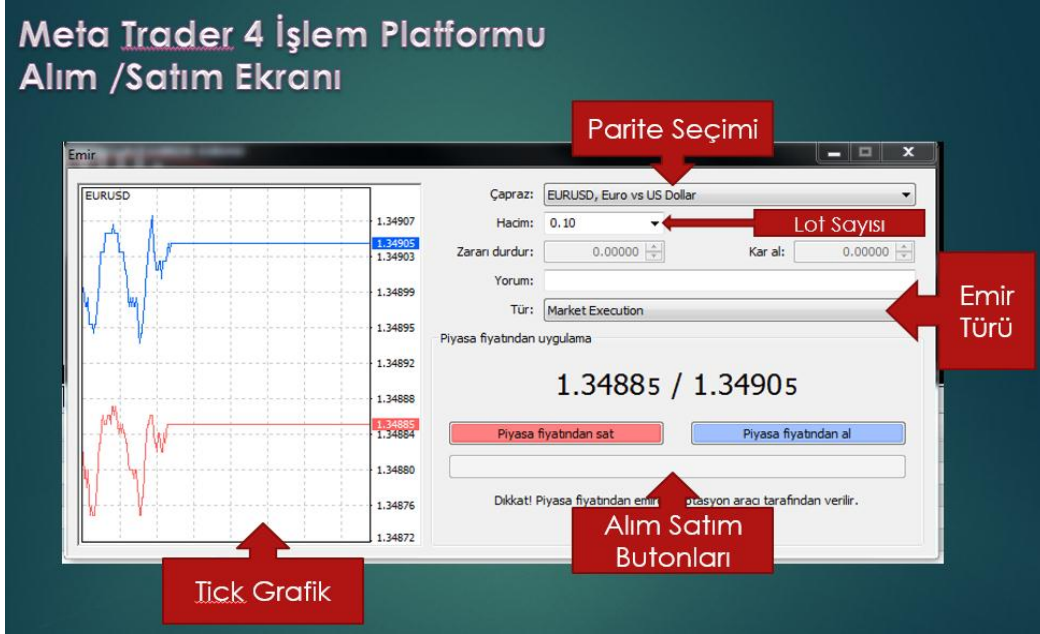 Meta Trader 4 İşlem Platformu
Alım /Satım Ekranı
Parite Seçimi
Emir
EURUSD
1.34907
1.34905
1.34903
1.34899
1.34895
1.34892
1.34888
1.34885
1.34884
1.34880
1.34876
1.34872
Çapraz: EURUSD, Euro vs US Dollar
Hacim: 0.10
Lot Sayısı
Zararı durdur: 0.00000 Kar al: 0.00000
Yorum:
Tür: Market Execution
Emir
Türü
Piyasa fiyatından uygulama
1.34885 / 1.34905
Piyasa fiyatından sat Piyasa fiyatından al
Dikkat! Piyasa fiyatından aracı tarafından verilir.
Alım Satım
Butonları
Tick Grafik